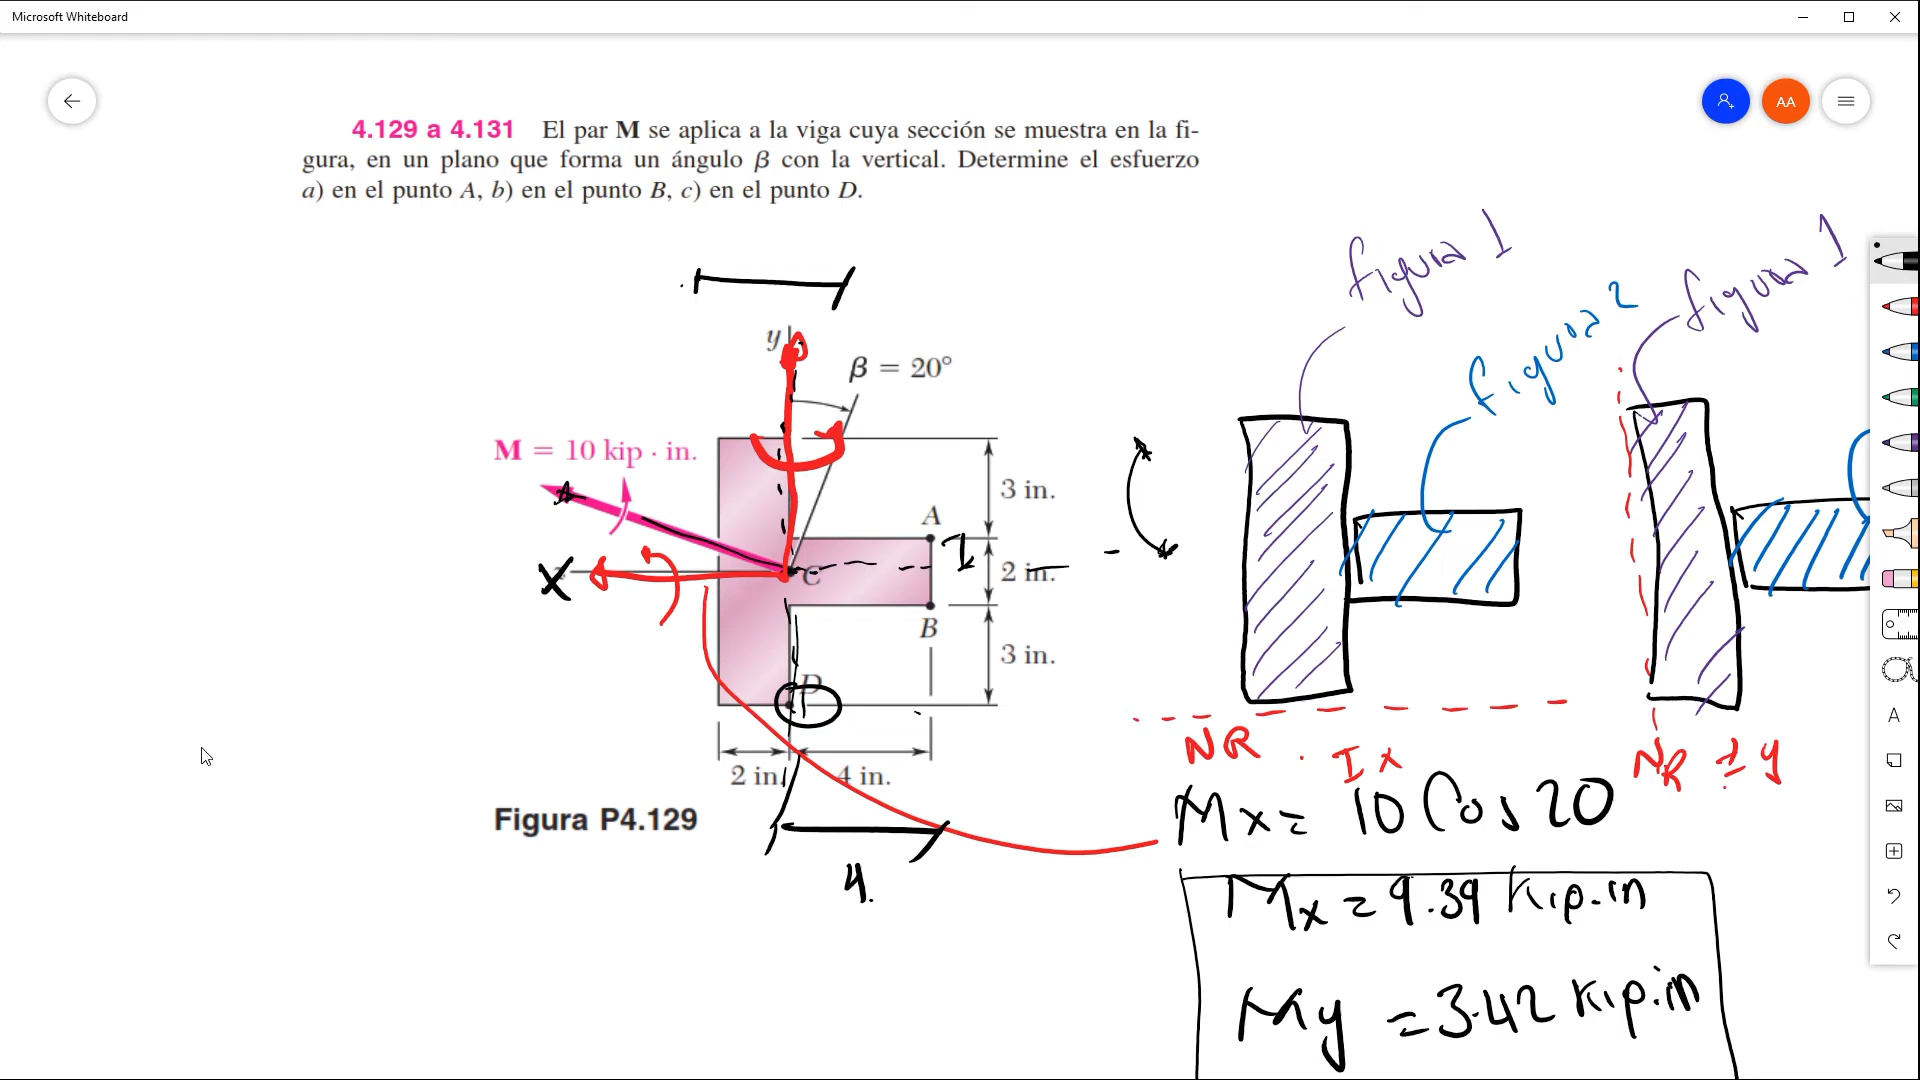 Microsoft Whiteboard
AA
4.129 a 4.131 El par M se aplica a la viga cuya sección se muestra en la fi-
gura, en un plano que forma un ángulo β con la vertical. Determine el esfuerzo
a) en el punto A, b) en el punto B, c) en el punto D.
figura 1
figura 2
figura 1
y
β = 20°
M = 10 kip · in.
3 in.
A
1
2 in.
X
C
B
3 in.
D
2 in.
4 in.
4.
Figura P4.129
NR Ix
NR Iy
Mx = 10 Cos 20
Mx = 9.39 Kip.in
My = 3.42 Kip.in
A